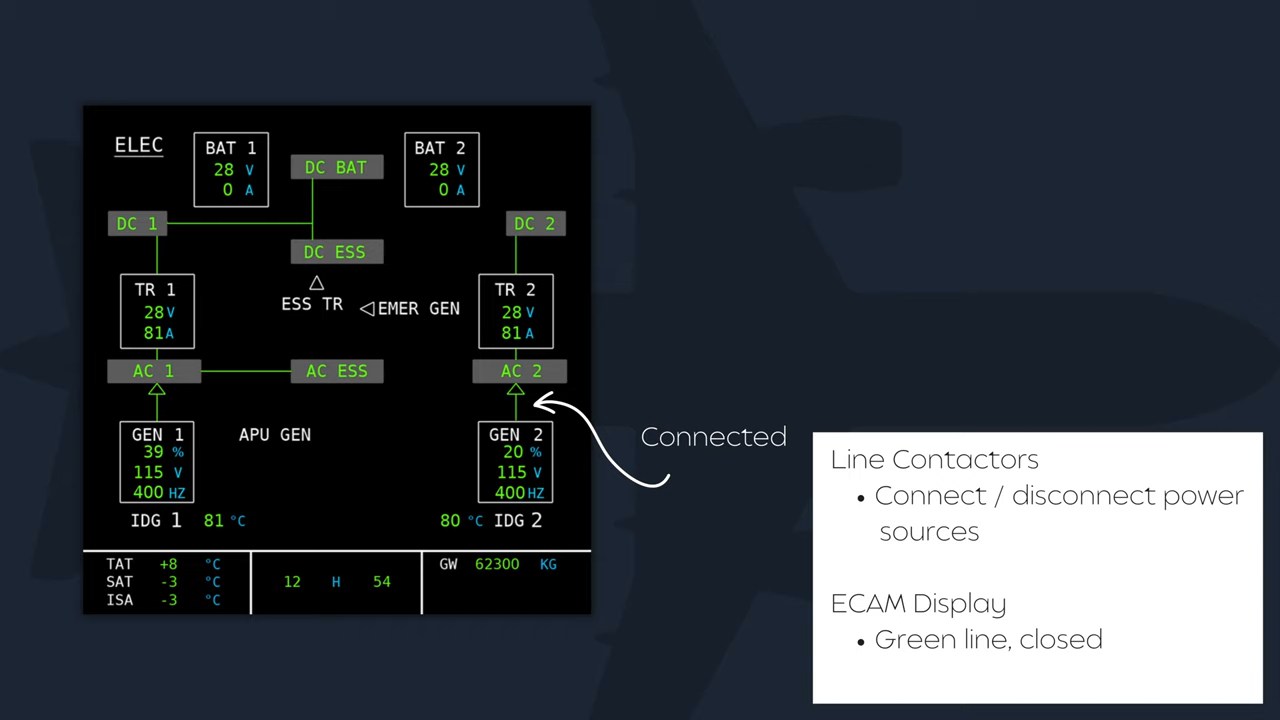 ELEC
BAT 1
28 V
0 A
DC BAT
BAT 2
28 V
0 A
DC 1
DC 2
DC ESS
TR 1
28 V
81 A
ESS TR
EMER GEN
TR 2
28 V
81 A
AC 1
AC ESS
AC 2
GEN 1
39 %
115 V
400 HZ
APU GEN
GEN 2
20 %
115 V
400 HZ
IDG 1 81 °C
80 °C IDG 2
TAT +8 °C
SAT -3 °C
ISA -3 °C
12 H 54
GW 62300 KG
Connected
Line Contactors
• Connect / disconnect power
sources
ECAM Display
• Green line, closed